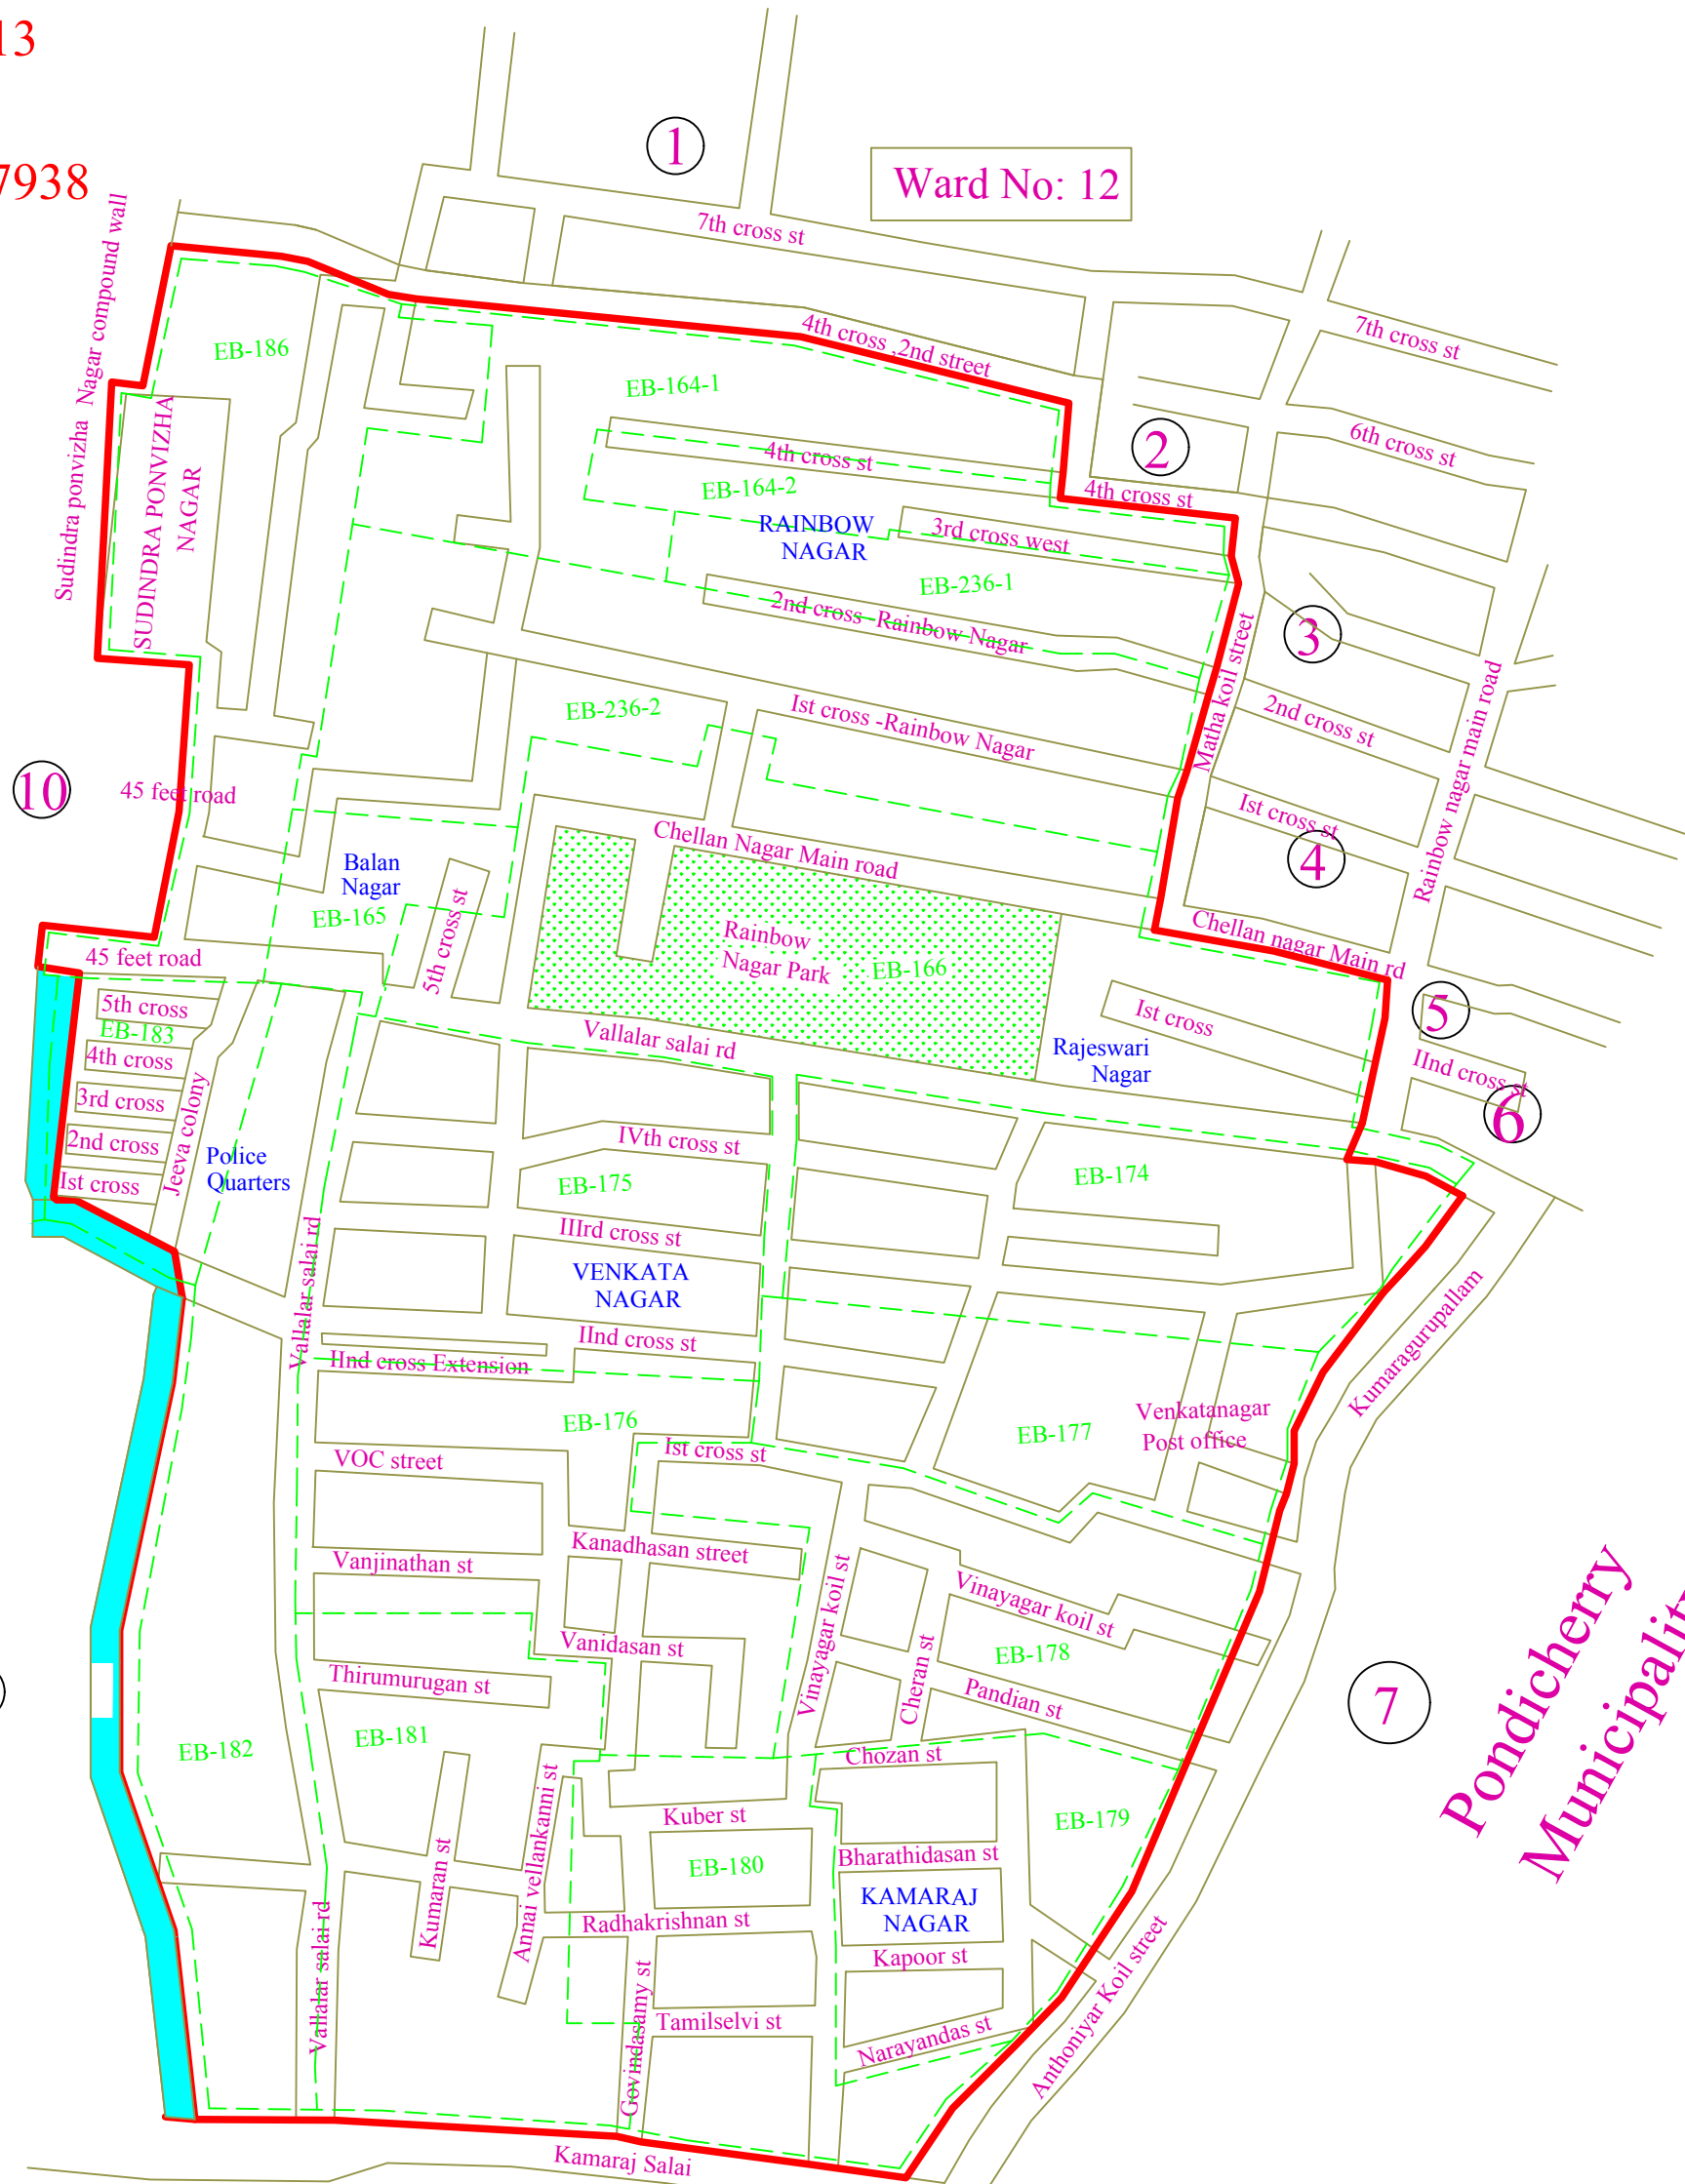 13
7938
1
Ward No: 12
7th cross st
Sudindra ponvizha Nagar compound wall
4th cross ,2nd street
7th cross st
EB-186
EB-164-1
SUDINDRA PONVIZHA
NAGAR
4th cross st
2
6th cross st
EB-164-2
4th cross st
RAINBOW
NAGAR
3rd cross west
EB-236-1
2nd cross -Rainbow Nagar
3
Matha koil street
Rainbow nagar main road
EB-236-2
Ist cross -Rainbow Nagar
2nd cross st
10
45 feet road
Ist cross st
Chellan Nagar Main road
4
Balan
Nagar
EB-165
5th cross st
Rainbow
Nagar Park
EB-166
Chellan nagar Main rd
45 feet road
5th cross
EB-183
4th cross
3rd cross
2nd cross
Ist cross
Jeeva colony
Police
Quarters
Vallalar salai rd
Ist cross
5
Rajeswari
Nagar
IInd cross st
6
IVth cross st
EB-175
EB-174
IIIrd cross st
VENKATA
NAGAR
Vallalar salai rd
IInd cross st
IInd cross Extension
Kumaragurupallam
EB-176
EB-177
Venkatanagar
Post office
Ist cross st
VOC street
Kanadhasan street
Vanjinathan st
Vinayagar koil st
Vinayagar koil st
Vanidasan st
EB-178
Cheran st
Thirumurugan st
Pandian st
7
Pondicherry
Municipality
EB-181
EB-182
Chozan st
Annai vellankanni st
Kuber st
EB-179
EB-180
Bharathidasan st
Kumaran st
KAMARAJ
NAGAR
Radhakrishnan st
Kapoor st
Vallalar salai rd
Govindasamy st
Tamilselvi st
Narayandas st
Anthoniyar Koil street
Kamaraj Salai